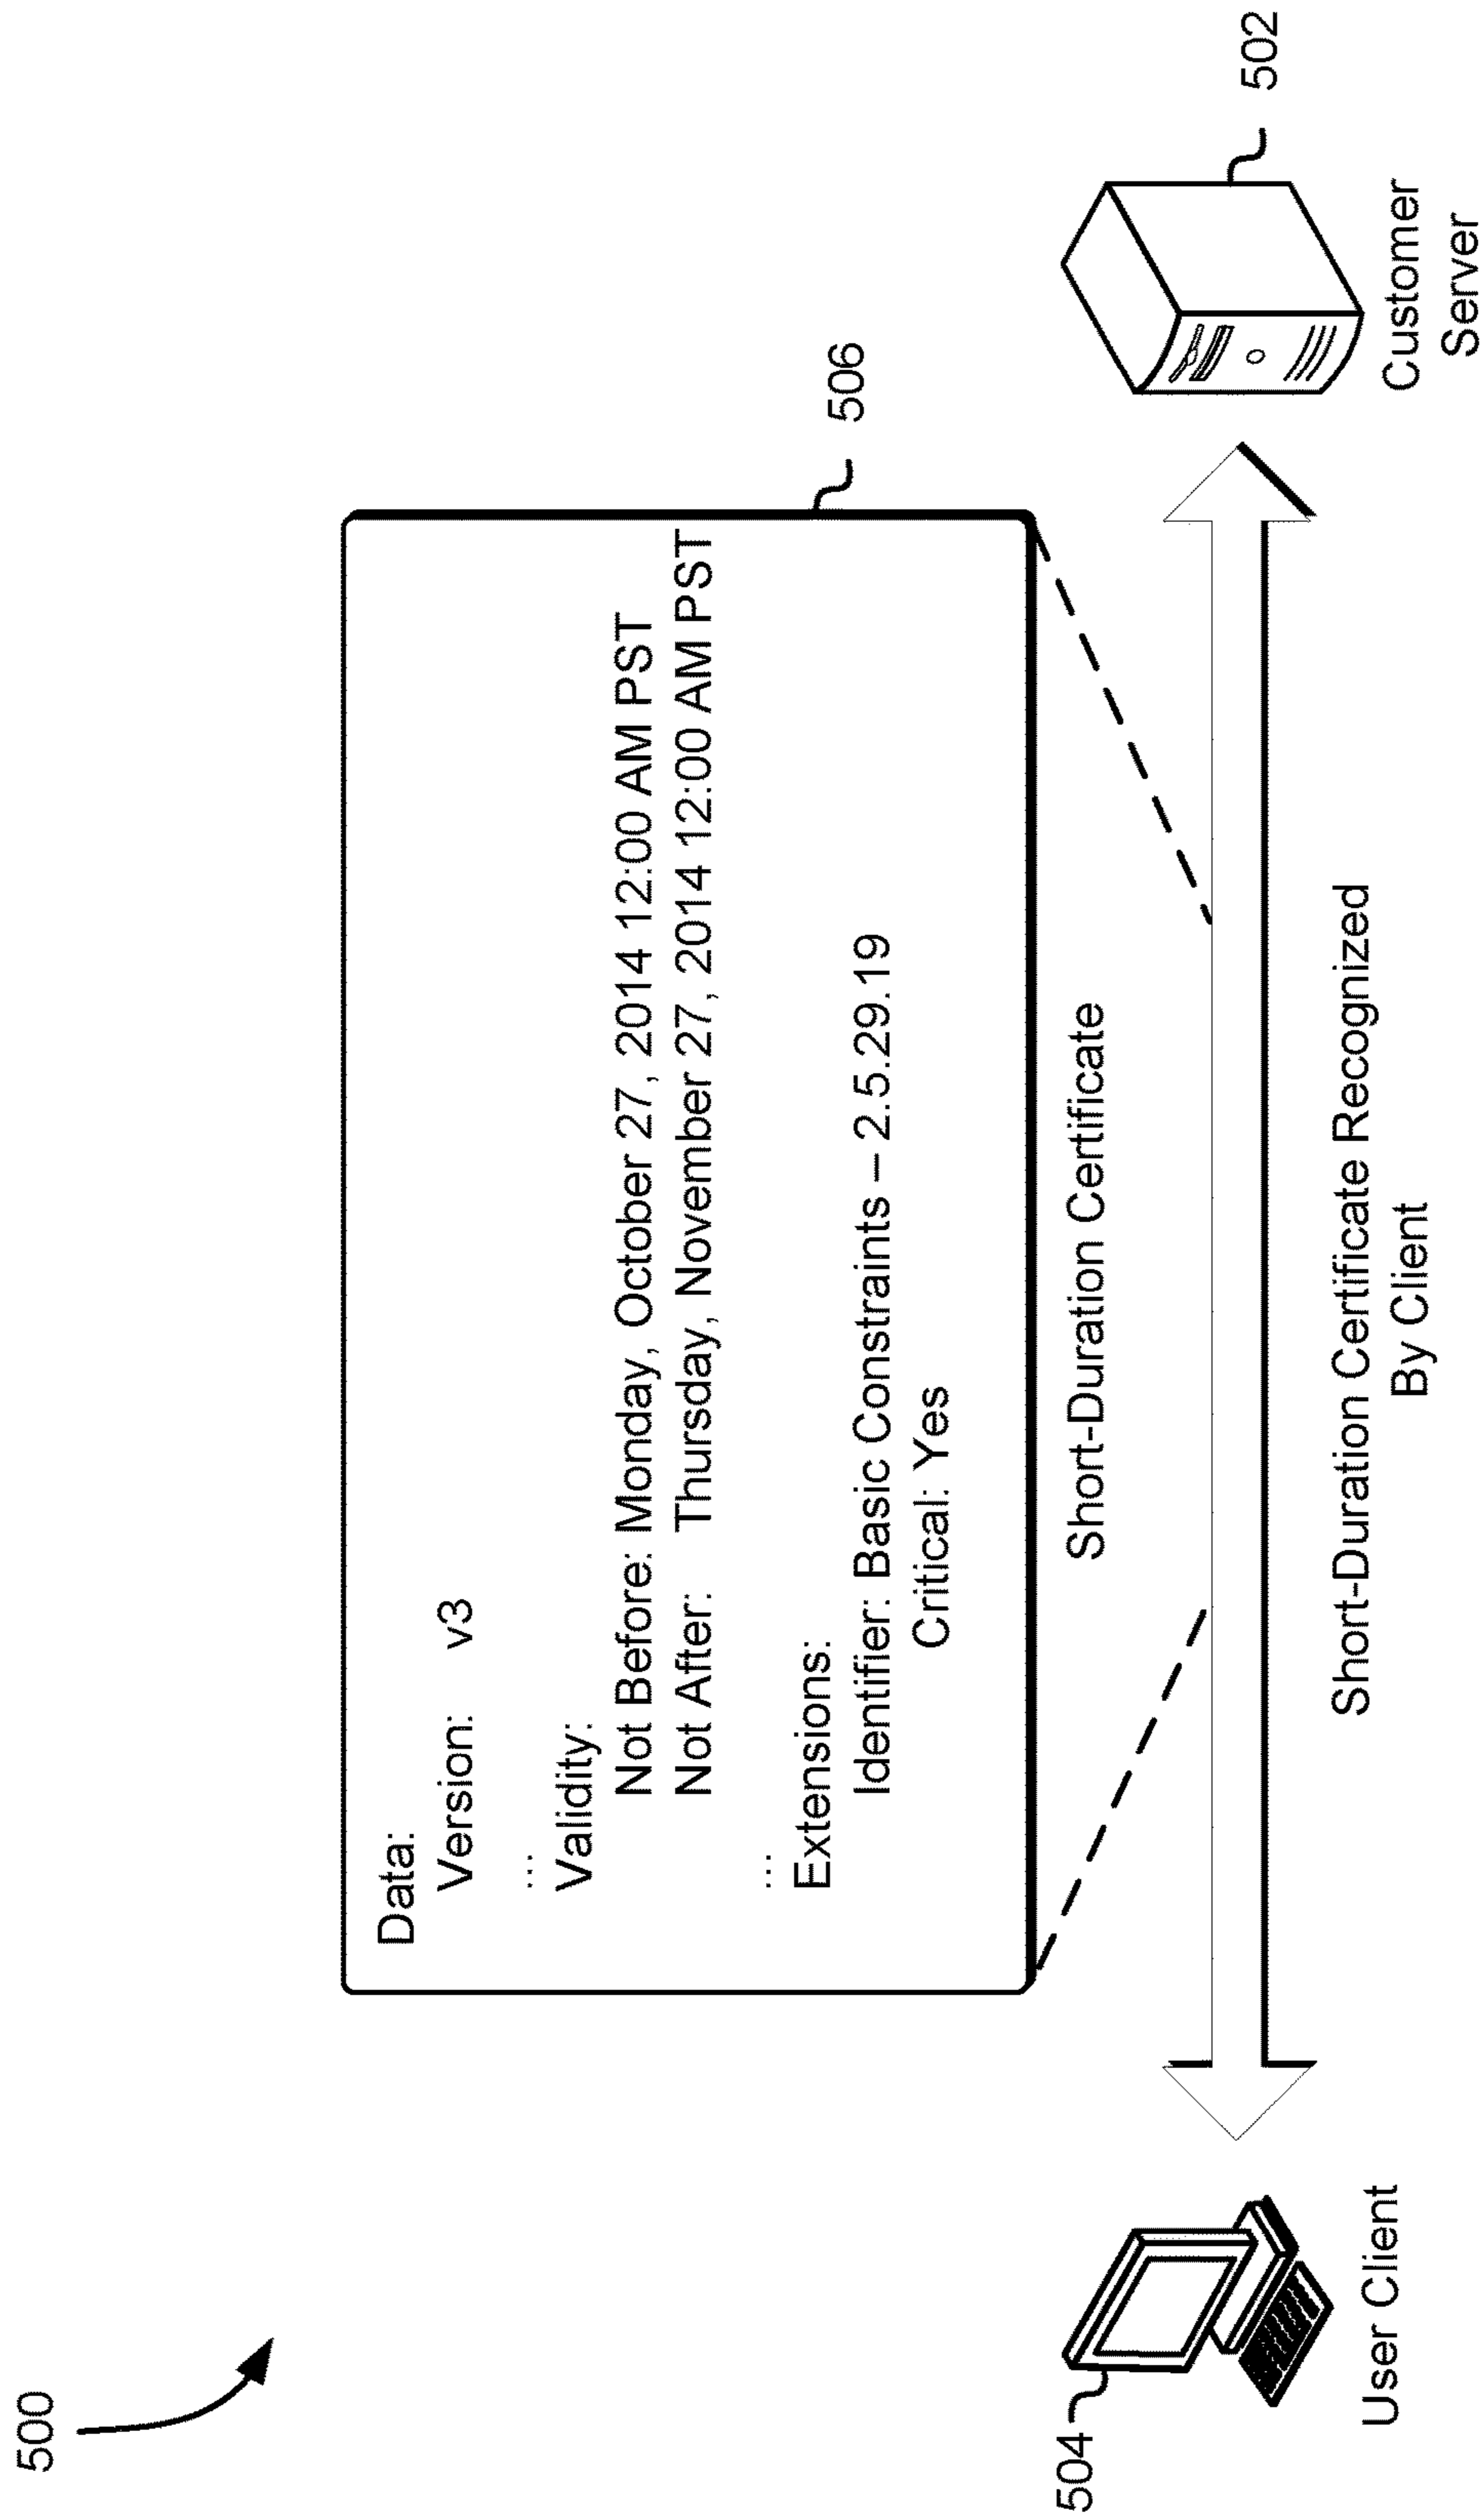 500
Data:
Version: v3
...
Validity:
Not Before: Monday, October 27, 2014 12:00 AM PST
Not After: Thursday, November 27, 2014 12:00 AM PST
...
Extensions:
Identifier: Basic Constraints – 2.5.29.19
Critical: Yes
506
Short-Duration Certificate
504
502
User Client
Short-Duration Certificate Recognized
By Client
Customer
Server